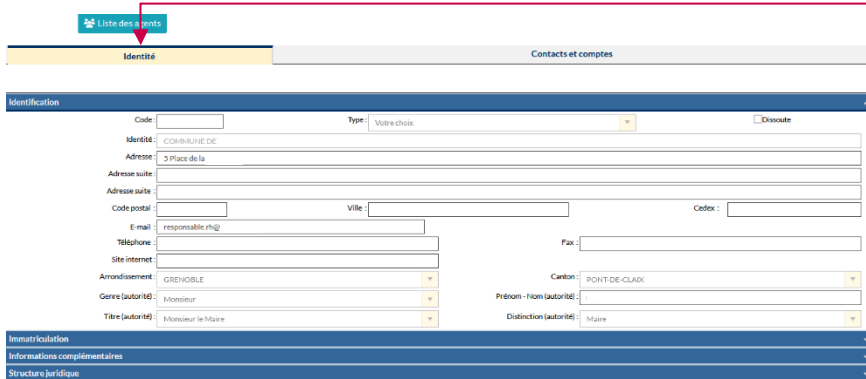 Liste des agents
Identité Contacts et comptes
Identification
Code : Type : Votre choix Dissoute
Identité : COMMUNE DE
Adresse : 5 Place de la
Adresse suite :
Adresse suite :
Code postal : Ville : Cedex :
E-mail : responsable.rh@
Téléphone : Fax :
Site internet :
Arrondissement : GRENOBLE Canton : PONT-DE-CLAIX
Genre (autorité) : Monsieur Prénom - Nom (autorité) :
Titre (autorité) : Monsieur le Maire Distinction (autorité) : Maire
Immatriculation
Informations complémentaires
Structure juridique